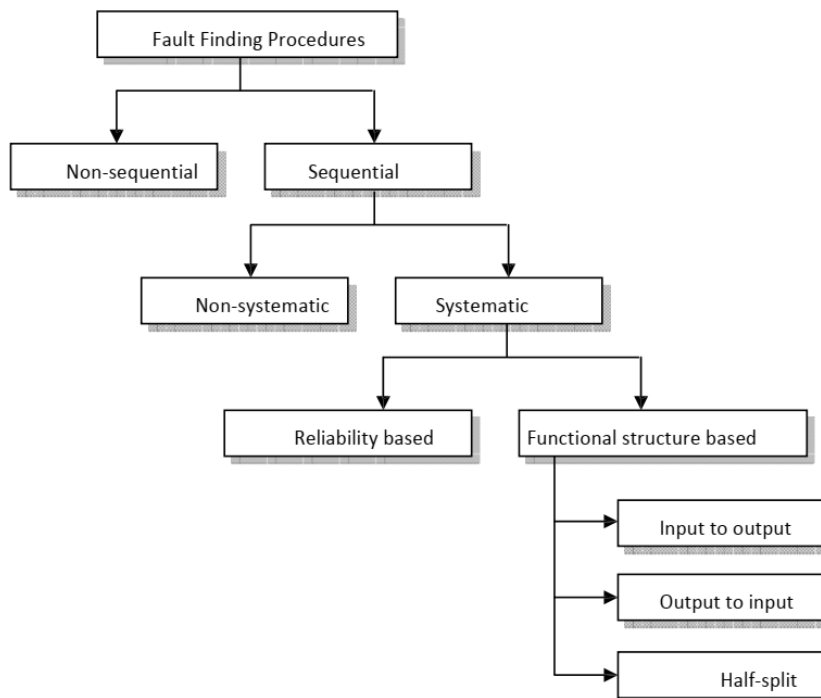 Fault Finding Procedures
Non-sequential
Sequential
Non-systematic
Systematic
Reliability based
Functional structure based
Input to output
Output to input
Half-split